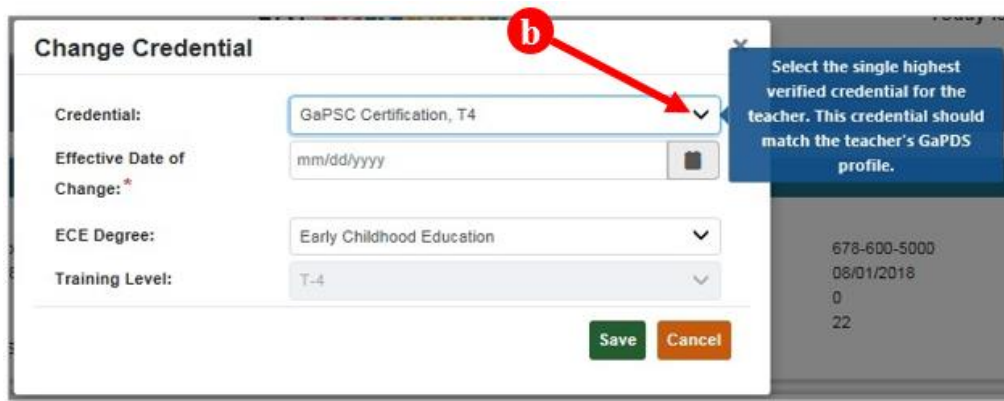 b
Change Credential
×
Select the single highest
verified credential for the
teacher. This credential should
match the teacher's GaPDS
profile.
Credential:
GaPSC Certification, T4
Effective Date of
Change:*
mm/dd/yyyy
ECE Degree:
Early Childhood Education
Training Level:
T-4
678-600-5000
08/01/2018
0
22
Save
Cancel